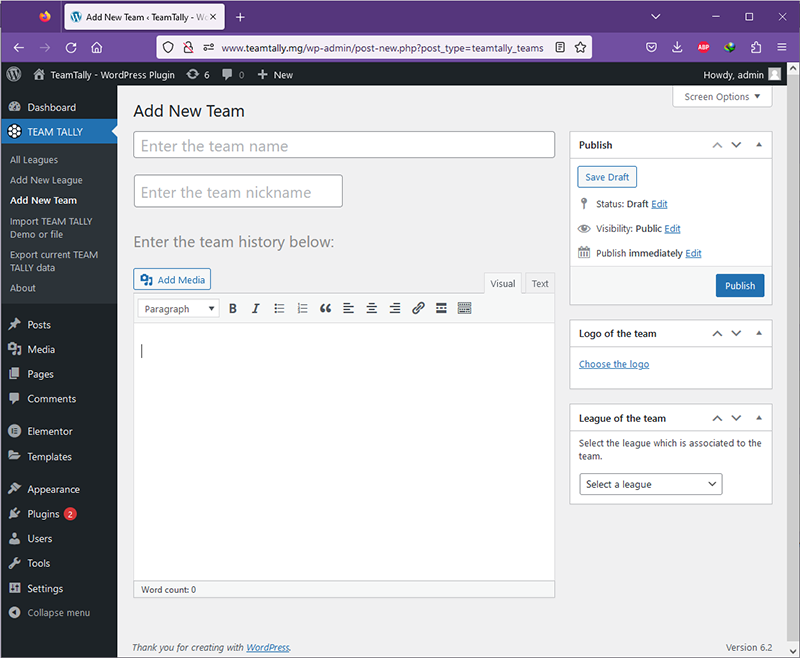 Add New Team ‹ TeamTally - Wo
www.teamtally.mg/wp-admin/post-new.php?post_type=teamtally_teams
ABP
TeamTally - WordPress Plugin 6 0 New
Howdy, admin
Dashboard
TEAM TALLY
All Leagues
Add New League
Add New Team
Import TEAM TALLY
Demo or file
Export current TEAM
TALLY data
About
Posts
Media
Pages
Comments
Elementor
Templates
Appearance
Plugins 2
Users
Tools
Settings
Collapse menu
Screen Options
Add New Team
Enter the team name
Enter the team nickname
Enter the team history below:
Add Media
Visual Text
Paragraph B I
Word count: 0
Publish
Save Draft
Status: Draft Edit
Visibility: Public Edit
Publish immediately Edit
Publish
Logo of the team
Choose the logo
League of the team
Select the league which is associated to the
team.
Select a league
Thank you for creating with WordPress.
Version 6.2